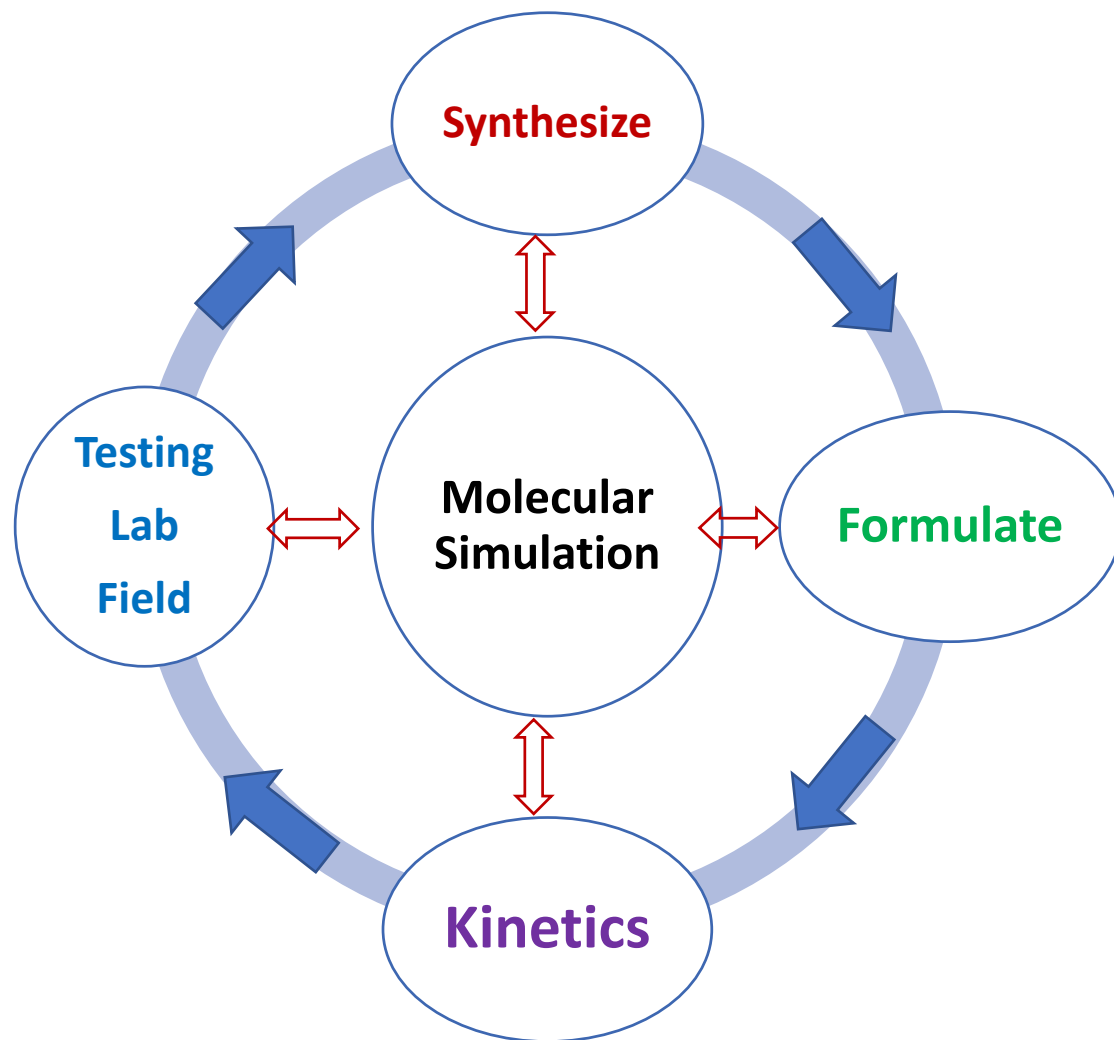 Synthesize
Testing
Lab
Field
Molecular
Simulation
Formulate
Kinetics